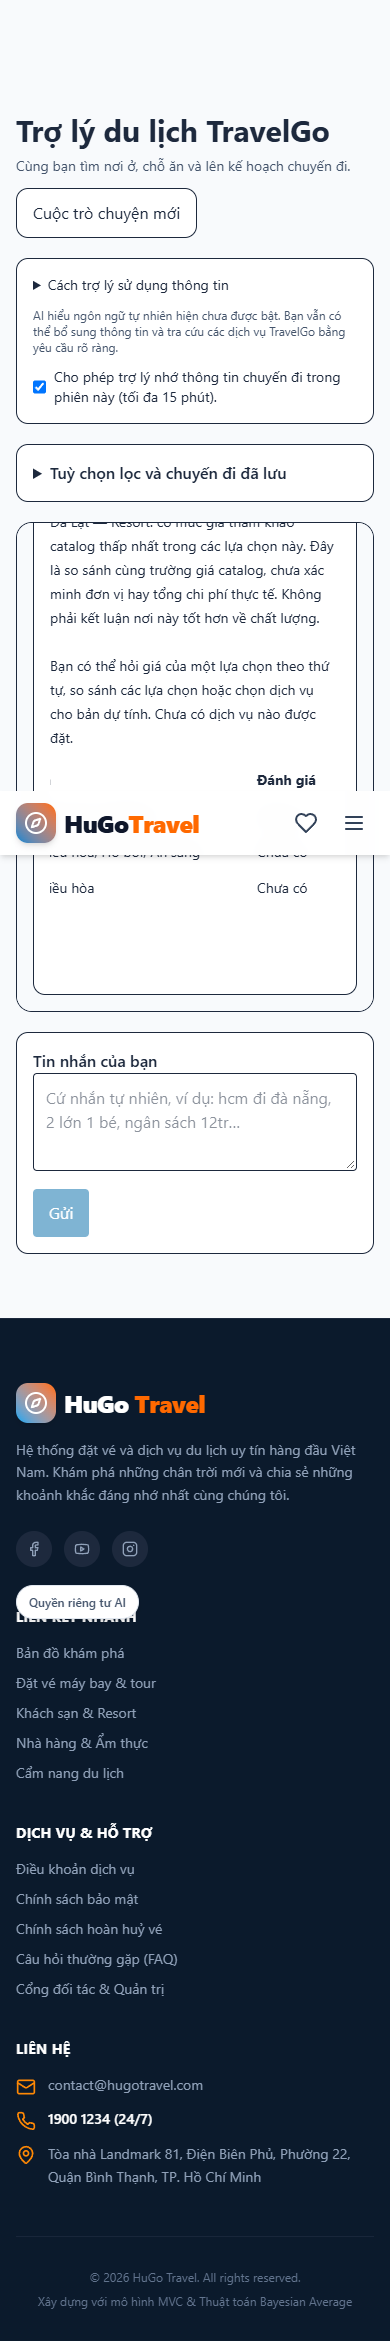 Trợ lý du lịch TravelGo
Cùng bạn tìm nơi ở, chỗ ăn và lên kế hoạch chuyến đi.
Cuộc trò chuyện mới
Cách trợ lý sử dụng thông tin
AI hiểu ngôn ngữ tự nhiên hiện chưa được bật. Bạn vẫn có
thể bổ sung thông tin và tra cứu các dịch vụ TravelGo bằng
yêu cầu rõ ràng.
Cho phép trợ lý nhớ thông tin chuyến đi trong
phiên này (tối đa 15 phút).
Tuỳ chọn lọc và chuyến đi đã lưu
catalog thấp nhất trong các lựa chọn này. Đây
là so sánh cùng trường giá catalog, chưa xác
minh đơn vị hay tổng chi phí thực tế. Không
phải kết luận nơi này tốt hơn về chất lượng.
Bạn có thể hỏi giá của một lựa chọn theo thứ
tự, so sánh các lựa chọn hoặc chọn dịch vụ
cho bản dự tính. Chưa có dịch vụ nào được
đặt.
Đánh giá
HuGoTravel
iều hòa
Chưa có
Tin nhắn của bạn
Cứ nhắn tự nhiên, ví dụ: hcm đi đà nẵng,
2 lớn 1 bé, ngân sách 12tr...
Gửi
HuGo Travel
Hệ thống đặt vé và dịch vụ du lịch uy tín hàng đầu Việt
Nam. Khám phá những chân trời mới và chia sẻ những
khoảnh khắc đáng nhớ nhất cùng chúng tôi.
Quyền riêng tư AI
Bản đồ khám phá
Đặt vé máy bay & tour
Khách sạn & Resort
Nhà hàng & Ẩm thực
Cẩm nang du lịch
DỊCH VỤ & HỖ TRỢ
Điều khoản dịch vụ
Chính sách bảo mật
Chính sách hoàn huỷ vé
Câu hỏi thường gặp (FAQ)
Cổng đối tác & Quản trị
LIÊN HỆ
contact@hugotravel.com
1900 1234 (24/7)
Tòa nhà Landmark 81, Điện Biên Phủ, Phường 22,
Quận Bình Thạnh, TP. Hồ Chí Minh
© 2026 HuGo Travel. All rights reserved.
Xây dựng với mô hình MVC & Thuật toán Bayesian Average